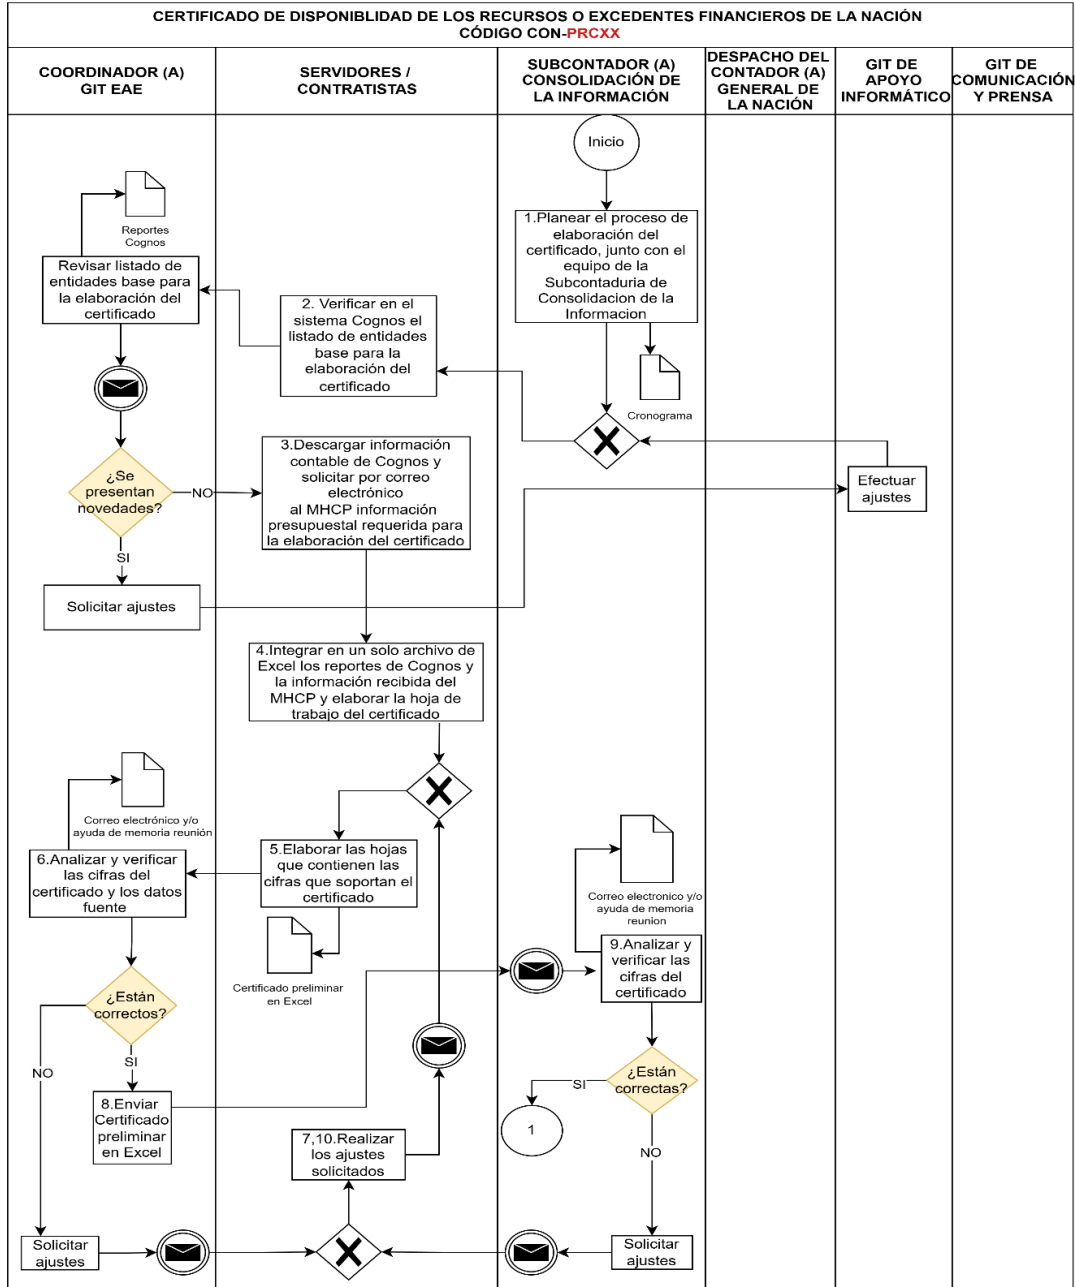 CERTIFICADO DE DISPONIBLIDAD DE LOS RECURSOS O EXCEDENTES FINANCIEROS DE LA NACIÓN
CÓDIGO CON-PRCXX
COORDINADOR (A)
GIT EAE
SERVIDORES /
CONTRATISTAS
SUBCONTADOR (A)
CONSOLIDACIÓN DE
LA INFORMACIÓN
DESPACHO DEL
CONTADOR (A)
GENERAL DE
LA NACIÓN
GIT DE
APOYO
INFORMÁTICO
GIT DE
COMUNICACIÓN
Y PRENSA
Inicio
1.Planear el proceso de
elaboración del
certificado, junto con el
equipo de la
Subcontaduria de
Consolidacion de la
Informacion
Cronograma
Reportes
Cognos
Revisar listado de
entidades base para
la elaboración del
certificado
2. Verificar en el
sistema Cognos el
listado de entidades
base para la
elaboración del
certificado
¿Se
presentan
novedades?
NO
SI
3.Descargar información
contable de Cognos y
solicitar por correo
electrónico
al MHCP información
presupuestal requerida para
la elaboración del certificado
Efectuar
ajustes
Solicitar ajustes
4.Integrar en un solo archivo de
Excel los reportes de Cognos y
la información recibida del
MHCP y elaborar la hoja de
trabajo del certificado
Correo electrónico y/o
ayuda de memoria reunión
6.Analizar y verificar
las cifras del
certificado y los datos
fuente
5.Elaborar las hojas
que contienen las
cifras que soportan el
certificado
Certificado preliminar
en Excel
Correo electronico y/o
ayuda de memoria
reunion
9.Analizar y
verificar las
cifras del
certificado
¿Están
correctos?
NO
SI
8.Enviar
Certificado
preliminar
en Excel
¿Están
correctas?
SI
1
NO
7,10.Realizar
los ajustes
solicitados
Solicitar
ajustes
Solicitar
ajustes